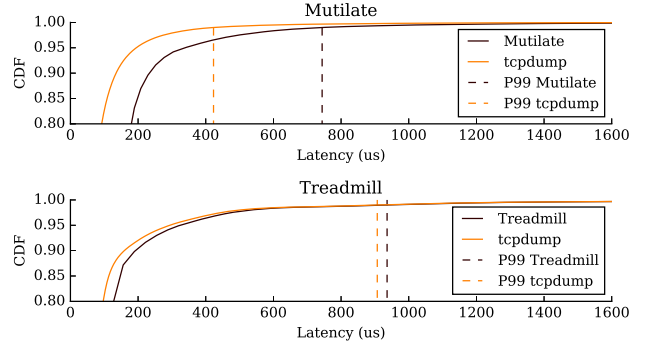 Mutilate
1.00
0.95
0.90
0.85
0.80
CDF
0 200 400 600 800 1000 1200 1400 1600
Latency (us)
Mutilate
tcpdump
P99 Mutilate
P99 tcpdump
Treadmill
1.00
0.95
0.90
0.85
0.80
CDF
0 200 400 600 800 1000 1200 1400 1600
Latency (us)
Treadmill
tcpdump
P99 Treadmill
P99 tcpdump